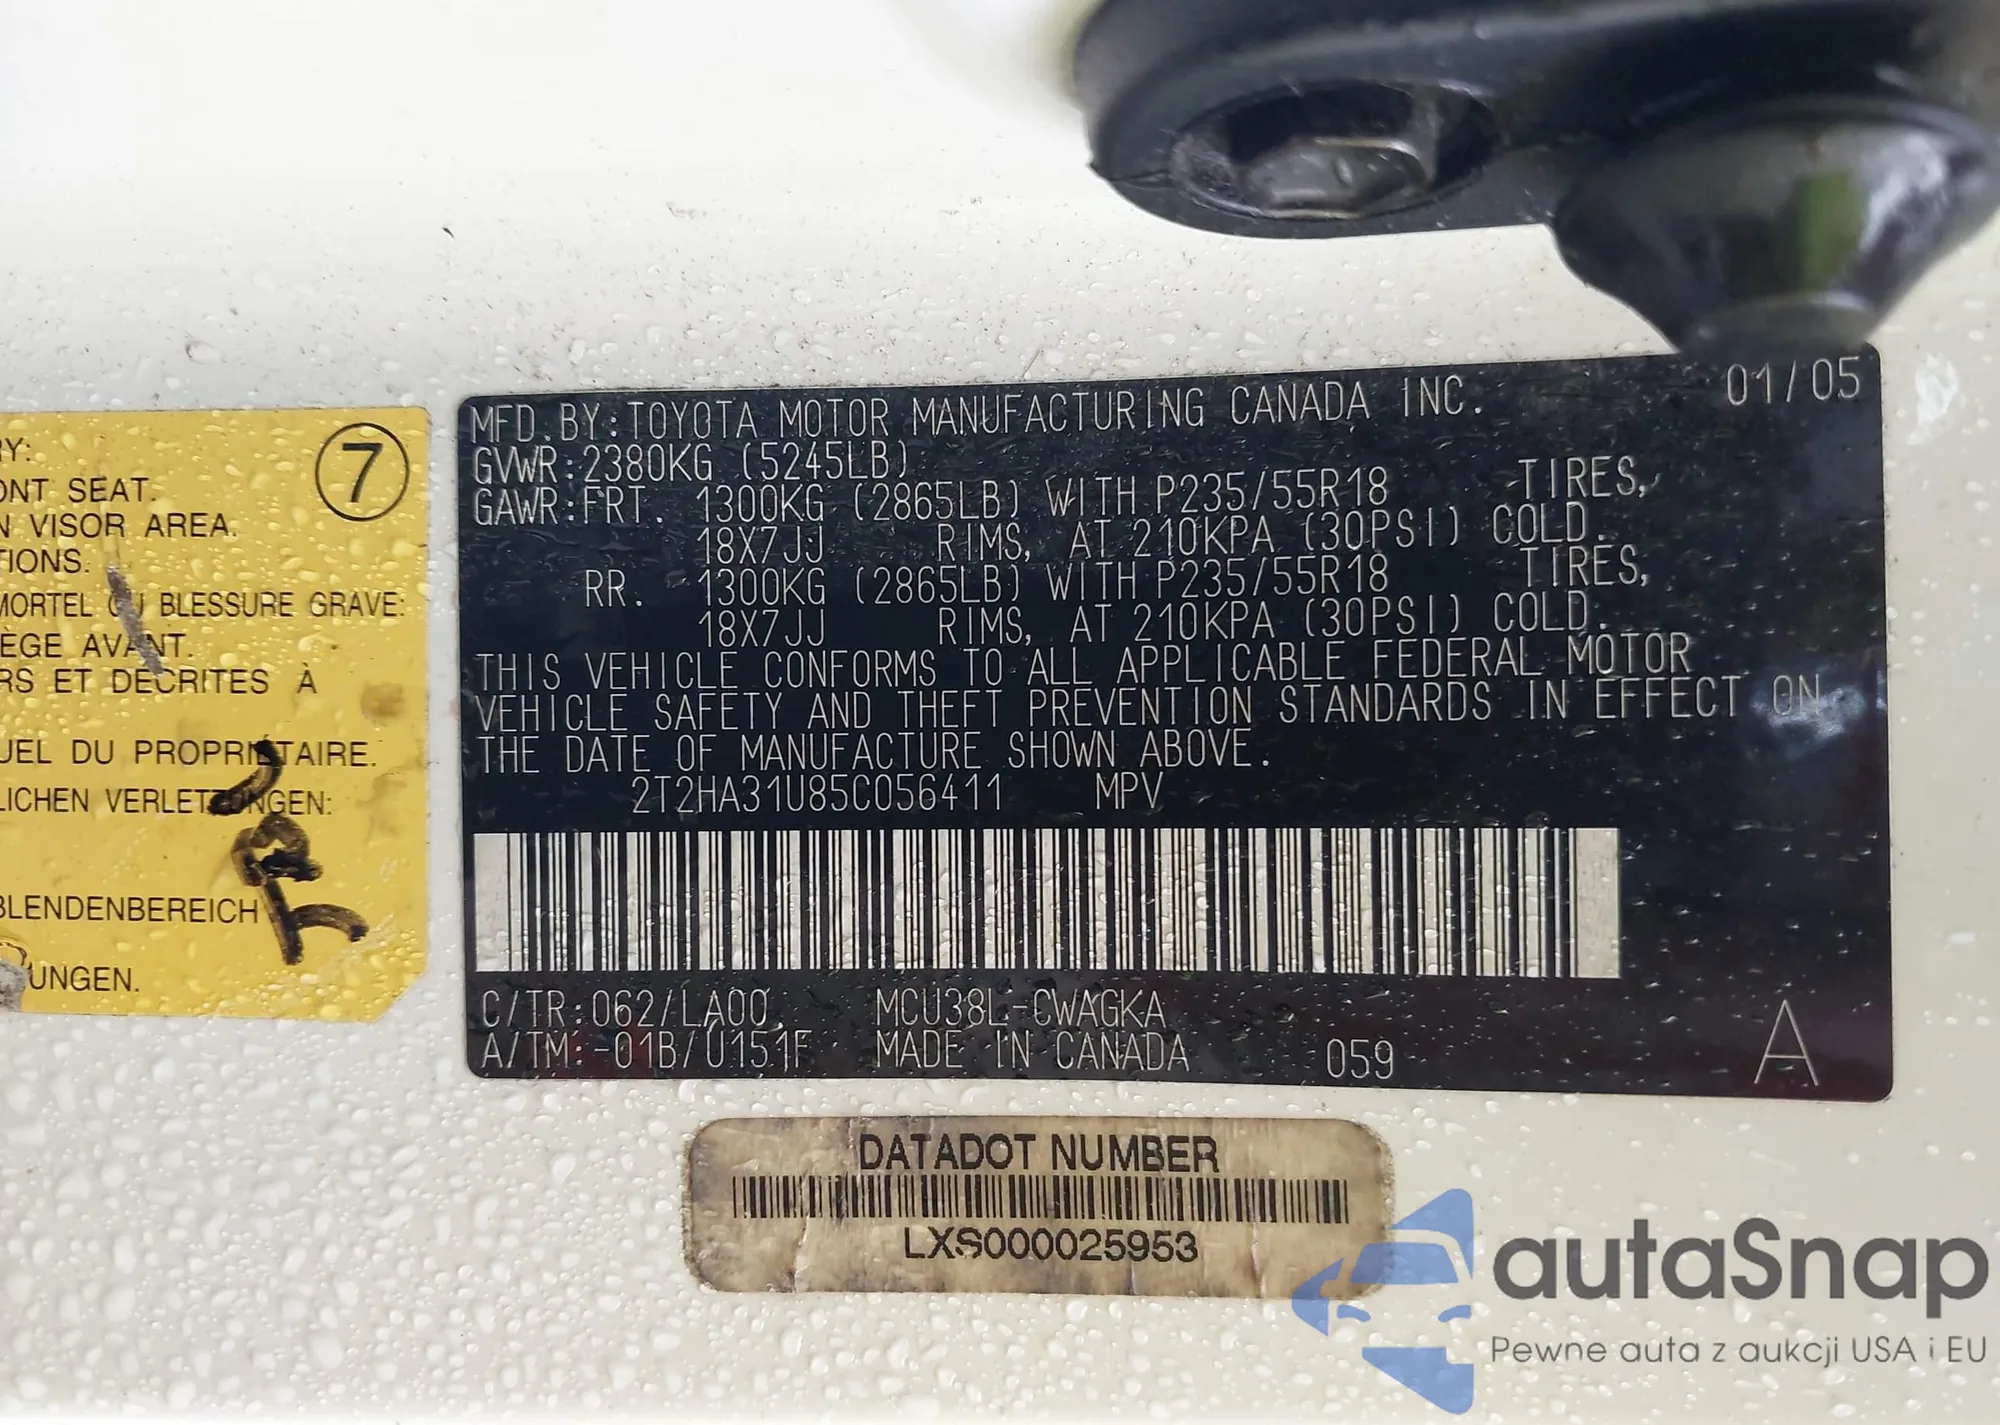 RY:
ONT SEAT.
N VISOR AREA.
TIONS.
MORTEL OU BLESSURE GRAVE:
ÈGE AVANT.
RS ET DÉCRITES À
UEL DU PROPRIÉTAIRE.
LICHEN VERLETZUNGEN:
BLENDENBEREICH
UNGEN.
7
MFD.BY:TOYOTA MOTOR MANUFACTURING CANADA INC. 01/05
GVWR:2380KG (5245LB)
GAWR:FRT. 1300KG (2865LB) WITH P235/55R18 TIRES,
18X7JJ RIMS, AT 210KPA (30PSI) COLD.
RR. 1300KG (2865LB) WITH P235/55R18 TIRES,
18X7JJ RIMS, AT 210KPA (30PSI) COLD.
THIS VEHICLE CONFORMS TO ALL APPLICABLE FEDERAL MOTOR
VEHICLE SAFETY AND THEFT PREVENTION STANDARDS IN EFFECT ON
THE DATE OF MANUFACTURE SHOWN ABOVE.
2T2HA31U85C056411 MPV
C/TR:062/LA00 MCU38L-CWAGKA
A/TM:-01B/U151F MADE IN CANADA 059 A
DATADOT NUMBER
LXS000025953
autaSnap
Pewne auta z aukcji USA i EU